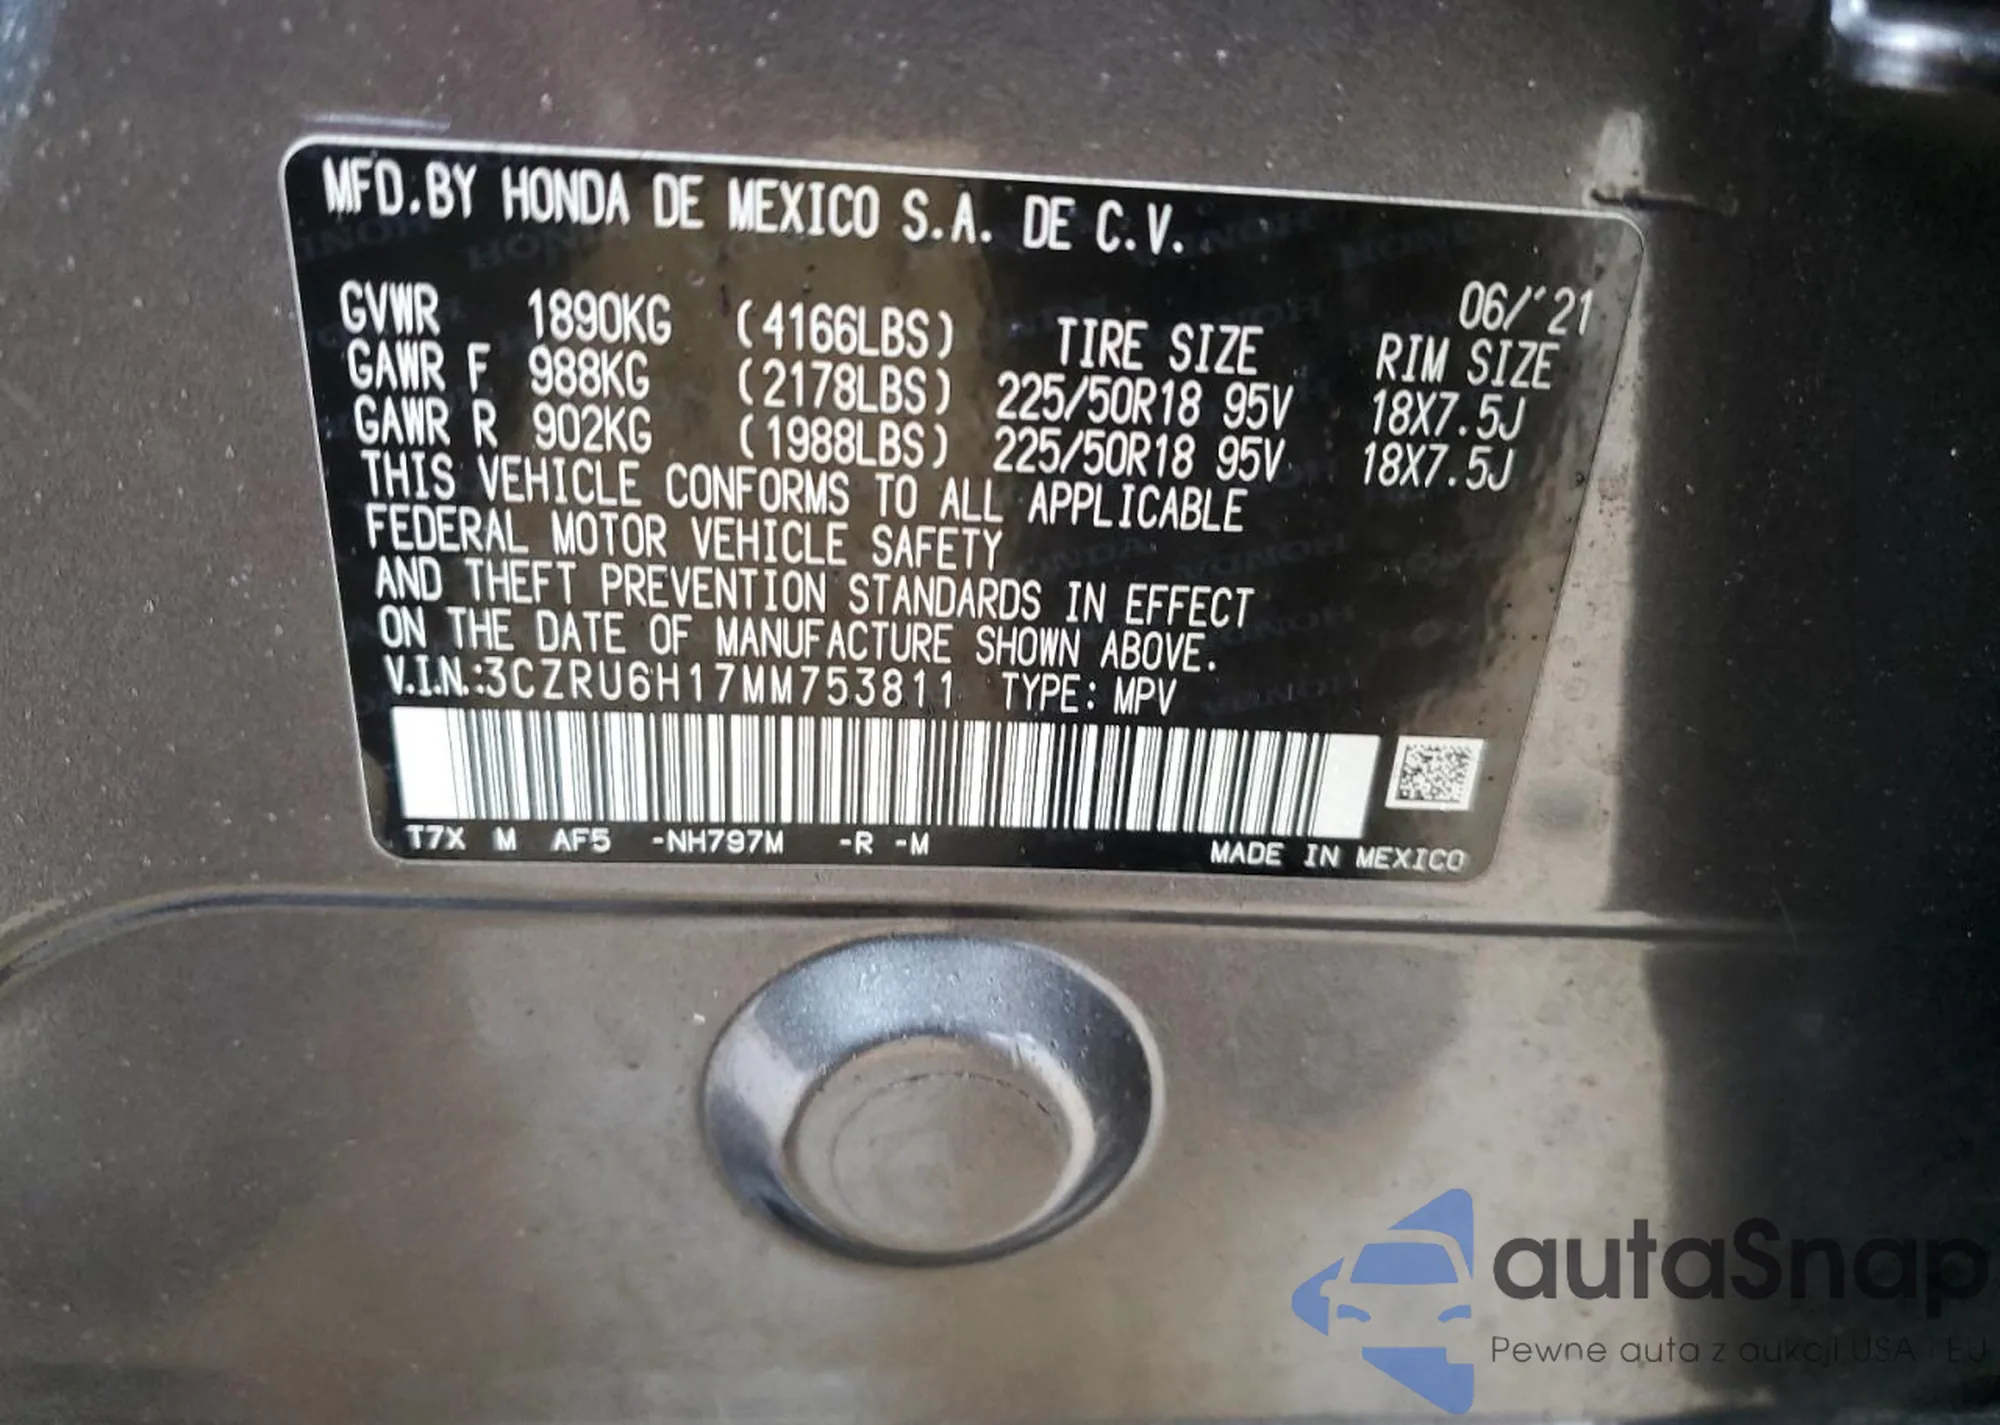 MFD.BY HONDA DE MEXICO S.A. DE C.V.
06/'21
GVWR 1890KG (4166LBS) TIRE SIZE RIM SIZE
GAWR F 988KG (2178LBS) 225/50R18 95V 18X7.5J
GAWR R 902KG (1988LBS) 225/50R18 95V 18X7.5J
THIS VEHICLE CONFORMS TO ALL APPLICABLE
FEDERAL MOTOR VEHICLE SAFETY
AND THEFT PREVENTION STANDARDS IN EFFECT
ON THE DATE OF MANUFACTURE SHOWN ABOVE.
V.I.N.:3CZRU6H17MM753811 TYPE: MPV
T7X M AF5 -NH797M -R -M MADE IN MEXICO
autaSnap
Pewne auta z aukcji USA i EU